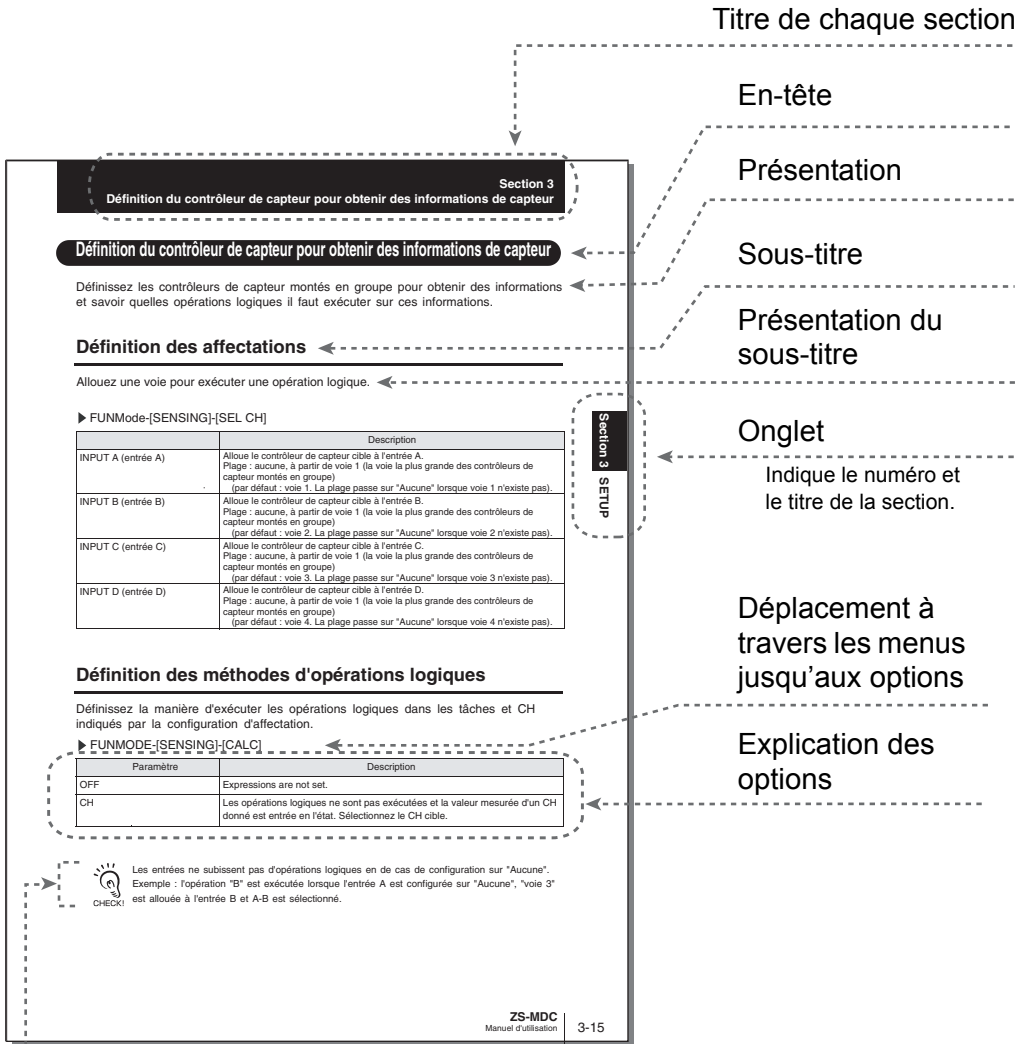 Titre de chaque section
En-tête
Présentation
Sous-titre
Présentation du
sous-titre
Onglet
Indique le numéro et
le titre de la section.
Déplacement à
travers les menus
jusqu'aux options
Explication des
options
Section 3
Définition du contrôleur de capteur pour obtenir des informations de capteur
Définition du contrôleur de capteur pour obtenir des informations de capteur
Définissez les contrôleurs de capteur montés en groupe pour obtenir des informations
et savoir quelles opérations logiques il faut exécuter sur ces informations.
Définition des affectations
Allouez une voie pour exécuter une opération logique.
FUNMode-[SENSING]-[SEL CH]
Description
INPUT A (entrée A)
Alloue le contrôleur de capteur cible à l'entrée A.
Plage : aucune, à partir de voie 1 (la voie la plus grande des contrôleurs de
capteur montés en groupe)
(par défaut : voie 1. La plage passe sur "Aucune" lorsque voie 1 n'existe pas).
INPUT B (entrée B)
Alloue le contrôleur de capteur cible à l'entrée B.
Plage : aucune, à partir de voie 1 (la voie la plus grande des contrôleurs de
capteur montés en groupe)
(par défaut : voie 2. La plage passe sur "Aucune" lorsque voie 2 n'existe pas).
INPUT C (entrée C)
Alloue le contrôleur de capteur cible à l'entrée C.
Plage : aucune, à partir de voie 1 (la voie la plus grande des contrôleurs de
capteur montés en groupe)
(par défaut : voie 3. La plage passe sur "Aucune" lorsque voie 3 n'existe pas).
INPUT D (entrée D)
Alloue le contrôleur de capteur cible à l'entrée D.
Plage : aucune, à partir de voie 1 (la voie la plus grande des contrôleurs de
capteur montés en groupe)
(par défaut : voie 4. La plage passe sur "Aucune" lorsque voie 4 n'existe pas).
Section 3 SETUP
Définition des méthodes d'opérations logiques
Définissez la manière d'exécuter les opérations logiques dans les tâches et CH
indiqués par la configuration d'affectation.
FUNMODE-[SENSING]-[CALC]
Paramètre Description
OFF Expressions are not set.
CH Les opérations logiques ne sont pas exécutées et la valeur mesurée d'un CH
donné est entrée en l'état. Sélectionnez le CH cible.
CHECK!
Les entrées ne subissent pas d'opérations logiques en de cas de configuration sur "Aucune".
Exemple : l'opération "B" est exécutée lorsque l'entrée A est configurée sur "Aucune", "voie 3"
est allouée à l'entrée B et A-B est sélectionné.
ZS-MDC
Manuel d'utilisation 3-15